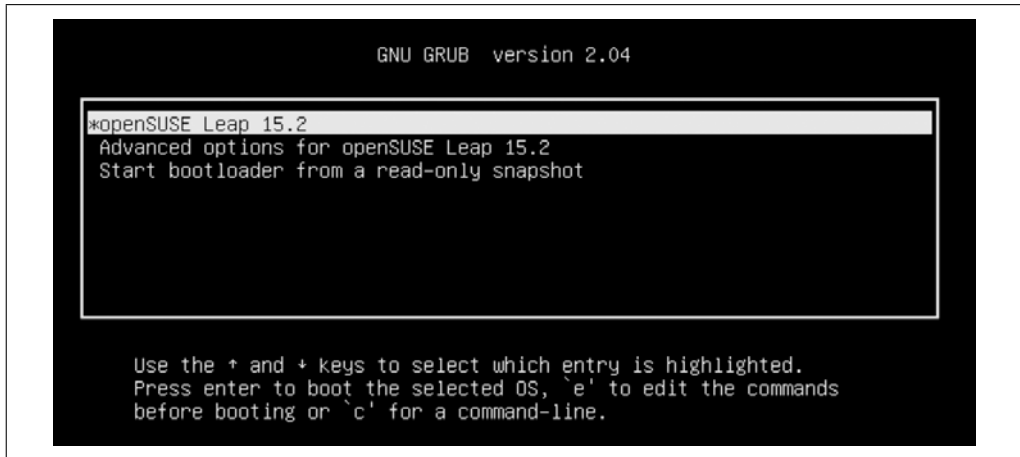 GNU GRUB version 2.04
*openSUSE Leap 15.2
Advanced options for openSUSE Leap 15.2
Start bootloader from a read-only snapshot
Use the ↑ and ↓ keys to select which entry is highlighted.
Press enter to boot the selected OS, `e' to edit the commands
before booting or `c' for a command-line.